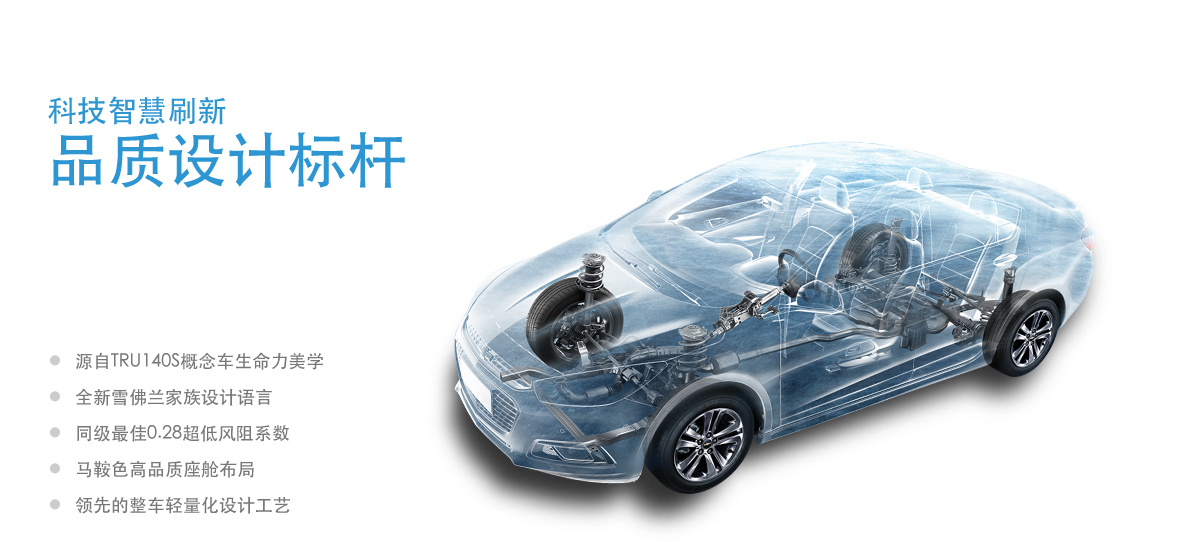 科技智慧刷新
品质设计标杆
源自TRU140S概念车生命力美学
全新雪佛兰家族设计语言
同级最佳0.28超低风阻系数
马鞍色高品质座舱布局
领先的整车轻量化设计工艺